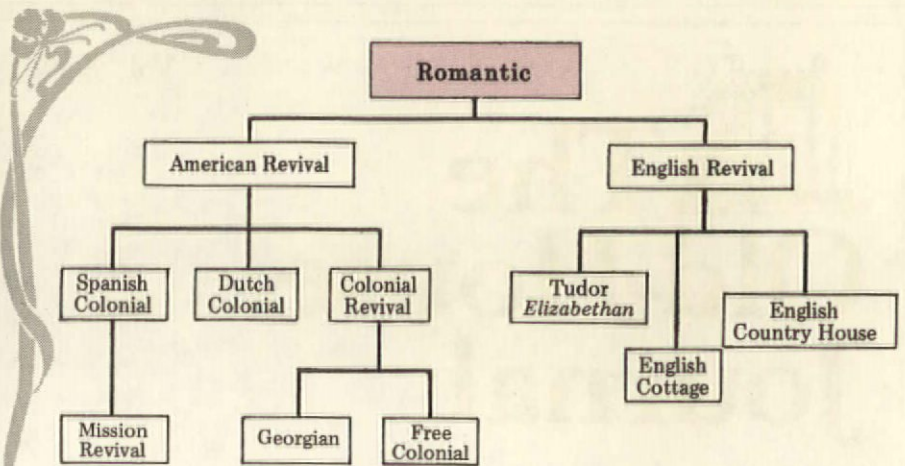 Romantic
American Revival
English Revival
Spanish
Colonial
Dutch
Colonial
Colonial
Revival
Tudor
Elizabethan
English
Cottage
English
Country House
Mission
Revival
Georgian
Free
Colonial